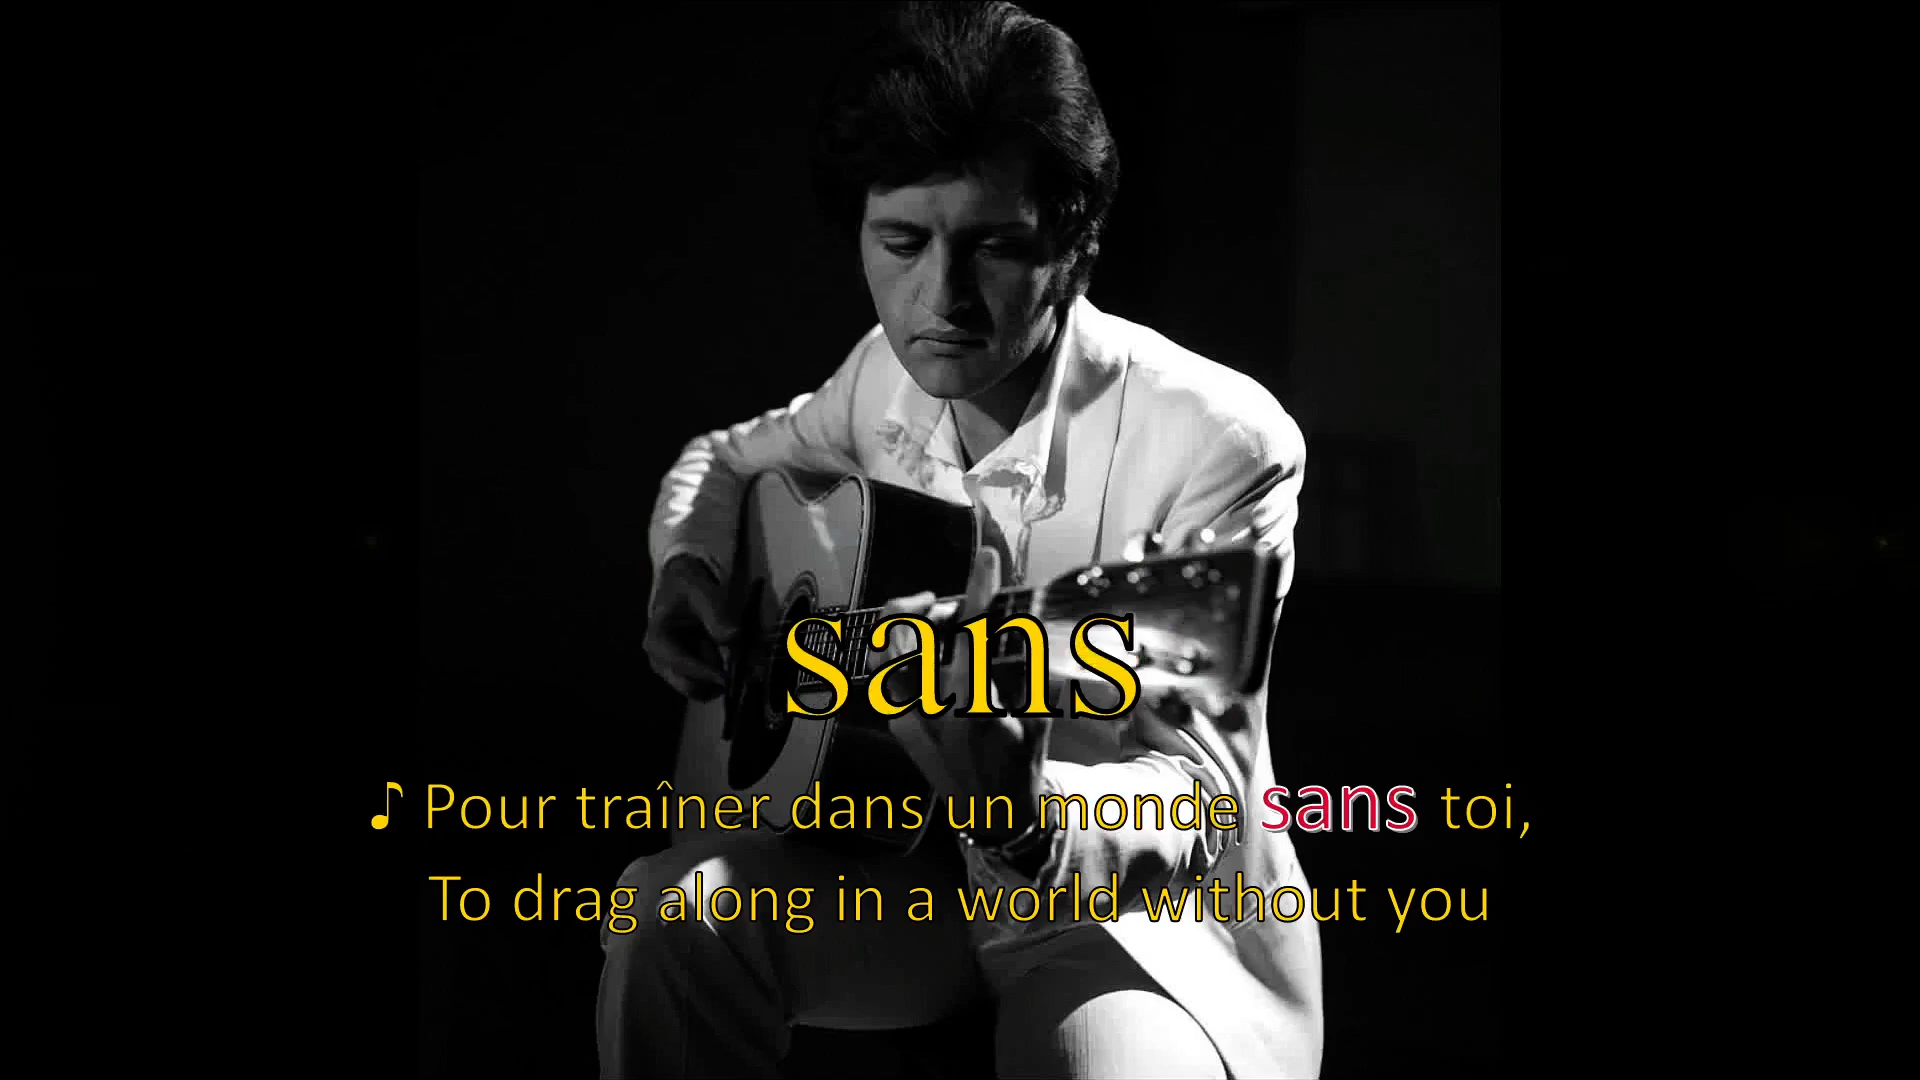 sans
♪ Pour traîner dans un monde sans toi,
To drag along in a world without you